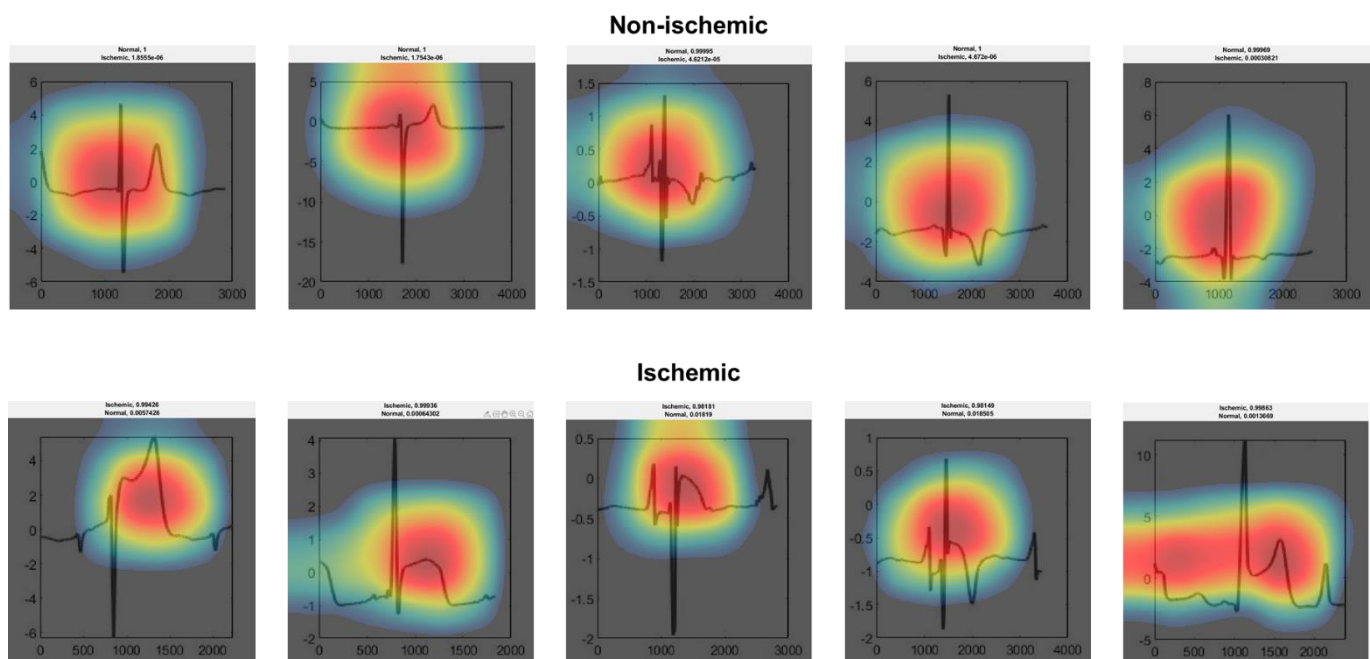 Non-ischemic
Normal, 1
Ischemic, 1.8555e-06
Normal, 1
Ischemic, 1.7543e-06
Normal, 0.99995
Ischemic, 4.6212e-05
Normal, 1
Ischemic, 4.672e-06
Normal, 0.99969
Ischemic, 0.00030821
6
4
2
0
-2
-4
-6
0 1000 2000 3000
5
0
-5
-10
-15
-20
0 1000 2000 3000 4000
1.5
1
0.5
0
-0.5
-1
1.5
0 1000 2000 3000 4000
6
4
2
0
-2
-4
0 1000 2000 3000 4000
8
6
4
2
0
-2
-4
0 1000 2000 3000
Ischemic
Ischemic, 0.99426
Normal, 0.0057426
Ischemic, 0.99936
Normal, 0.00064302
Ischemic, 0.98181
Normal, 0.01819
Ischemic, 0.98149
Normal, 0.018505
Ischemic, 0.99863
Normal, 0.0013669
4
2
0
-2
-4
-6
0 500 1000 1500 2000
4
3
2
1
0
-1
-2
0 500 1000 1500 2000
0.5
0
-0.5
-1
-1.5
-2
0 1000 2000 3000
1
0.5
0
-0.5
-1
-1.5
-2
0 1000 2000 3000 4000
10
5
0
-5
0 500 1000 1500 2000